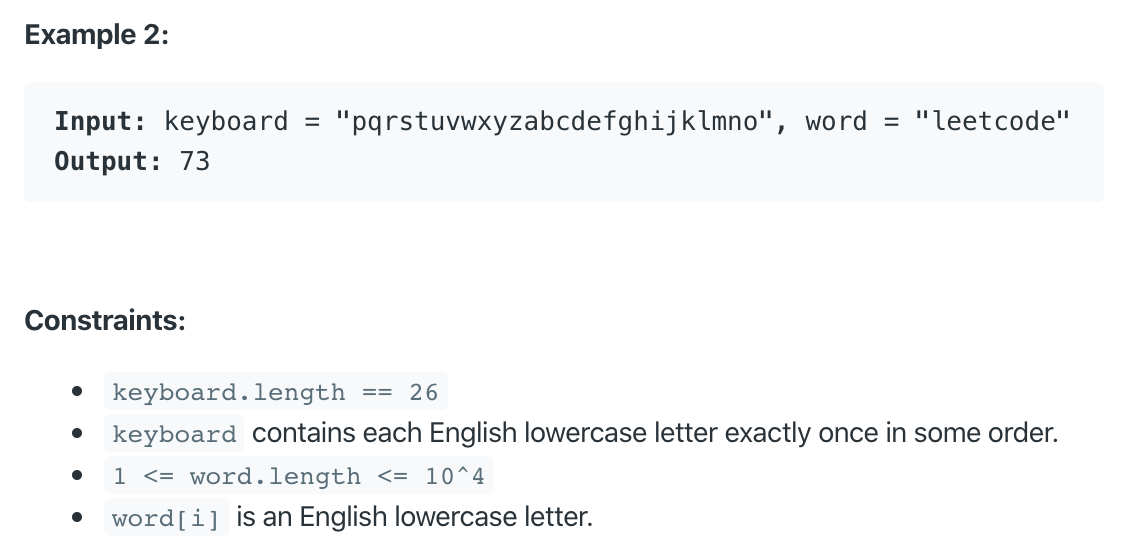 Example 2:
Input: keyboard = "pqrstuvwxyzabcdefghijklmno", word = "leetcode"
Output: 73
Constraints:
keyboard.length == 26
keyboard contains each English lowercase letter exactly once in some order.
1 <= word.length <= 10^4
word[i] is an English lowercase letter.